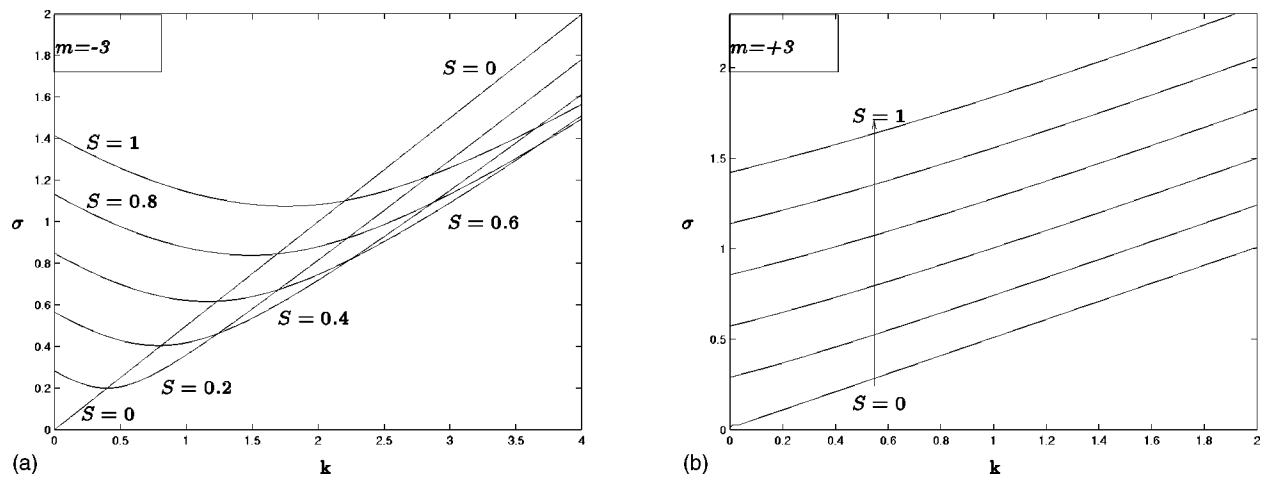 m=-3
2
1.8
1.6
1.4
1.2
1
0.8
0.6
0.4
0.2
0
σ
S = 0
S = 1
S = 0.8
S = 0.6
S = 0.4
S = 0.2
S = 0
0 0.5 1 1.5 2 2.5 3 3.5 4
(a)
k
m=+3
2
1.5
1
0.5
0
σ
S = 1
S = 0
0 0.2 0.4 0.6 0.8 1 1.2 1.4 1.6 1.8 2
(b)
k